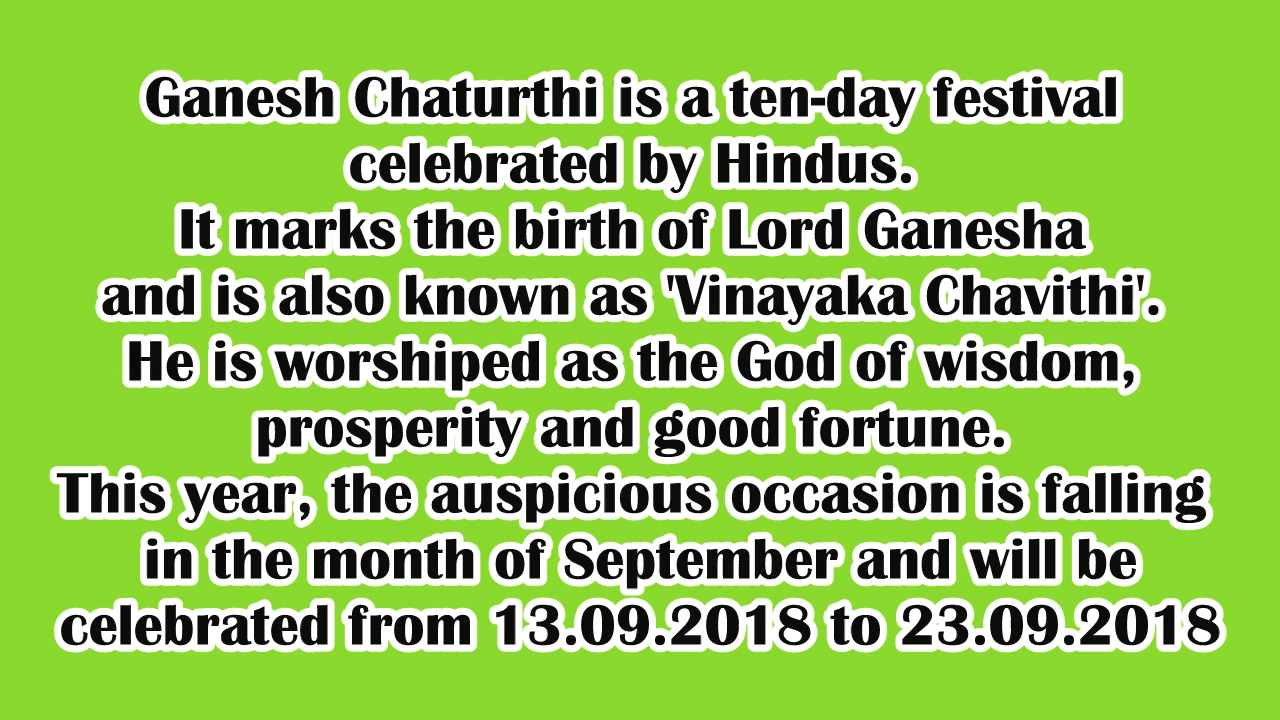 Ganesh Chaturthi is a ten-day festival
celebrated by Hindus.
It marks the birth of Lord Ganesha
and is also known as 'Vinayaka Chavithi'.
He is worshiped as the God of wisdom,
prosperity and good fortune.
This year, the auspicious occasion is falling
in the month of September and will be
celebrated from 13.09.2018 to 23.09.2018